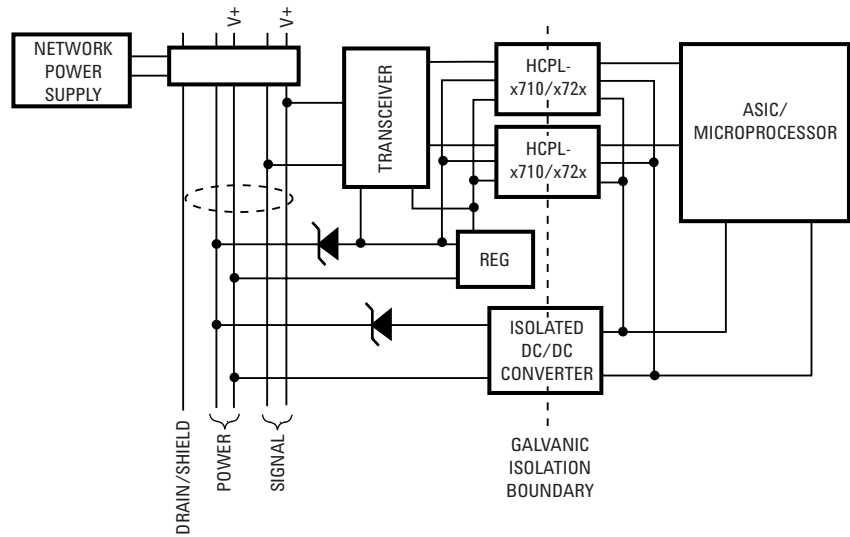 V+
V+
NETWORK
POWER
SUPPLY
TRANSCEIVER
HCPL-
x710/x72x
HCPL-
x710/x72x
ASIC/
MICROPROCESSOR
REG
ISOLATED
DC/DC
CONVERTER
DRAIN/SHIELD
POWER
SIGNAL
GALVANIC
ISOLATION
BOUNDARY